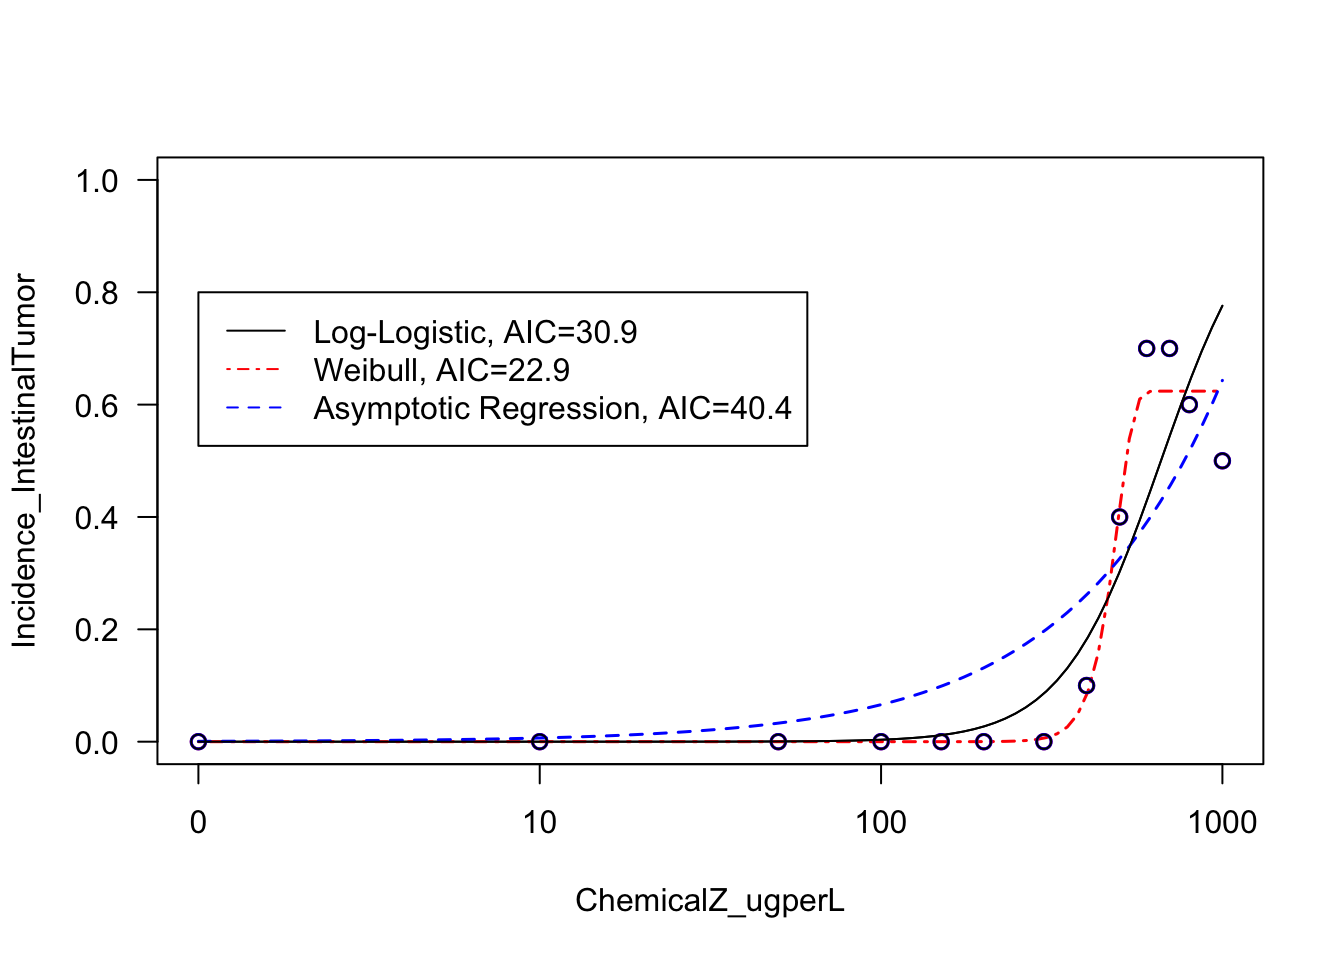 1.0
0.8
0.6
0.4
0.2
0.0
Incidence_IntestinalTumor
Log-Logistic, AIC=30.9
Weibull, AIC=22.9
Asymptotic Regression, AIC=40.4
0 10 100 1000
ChemicalZ_ugperL